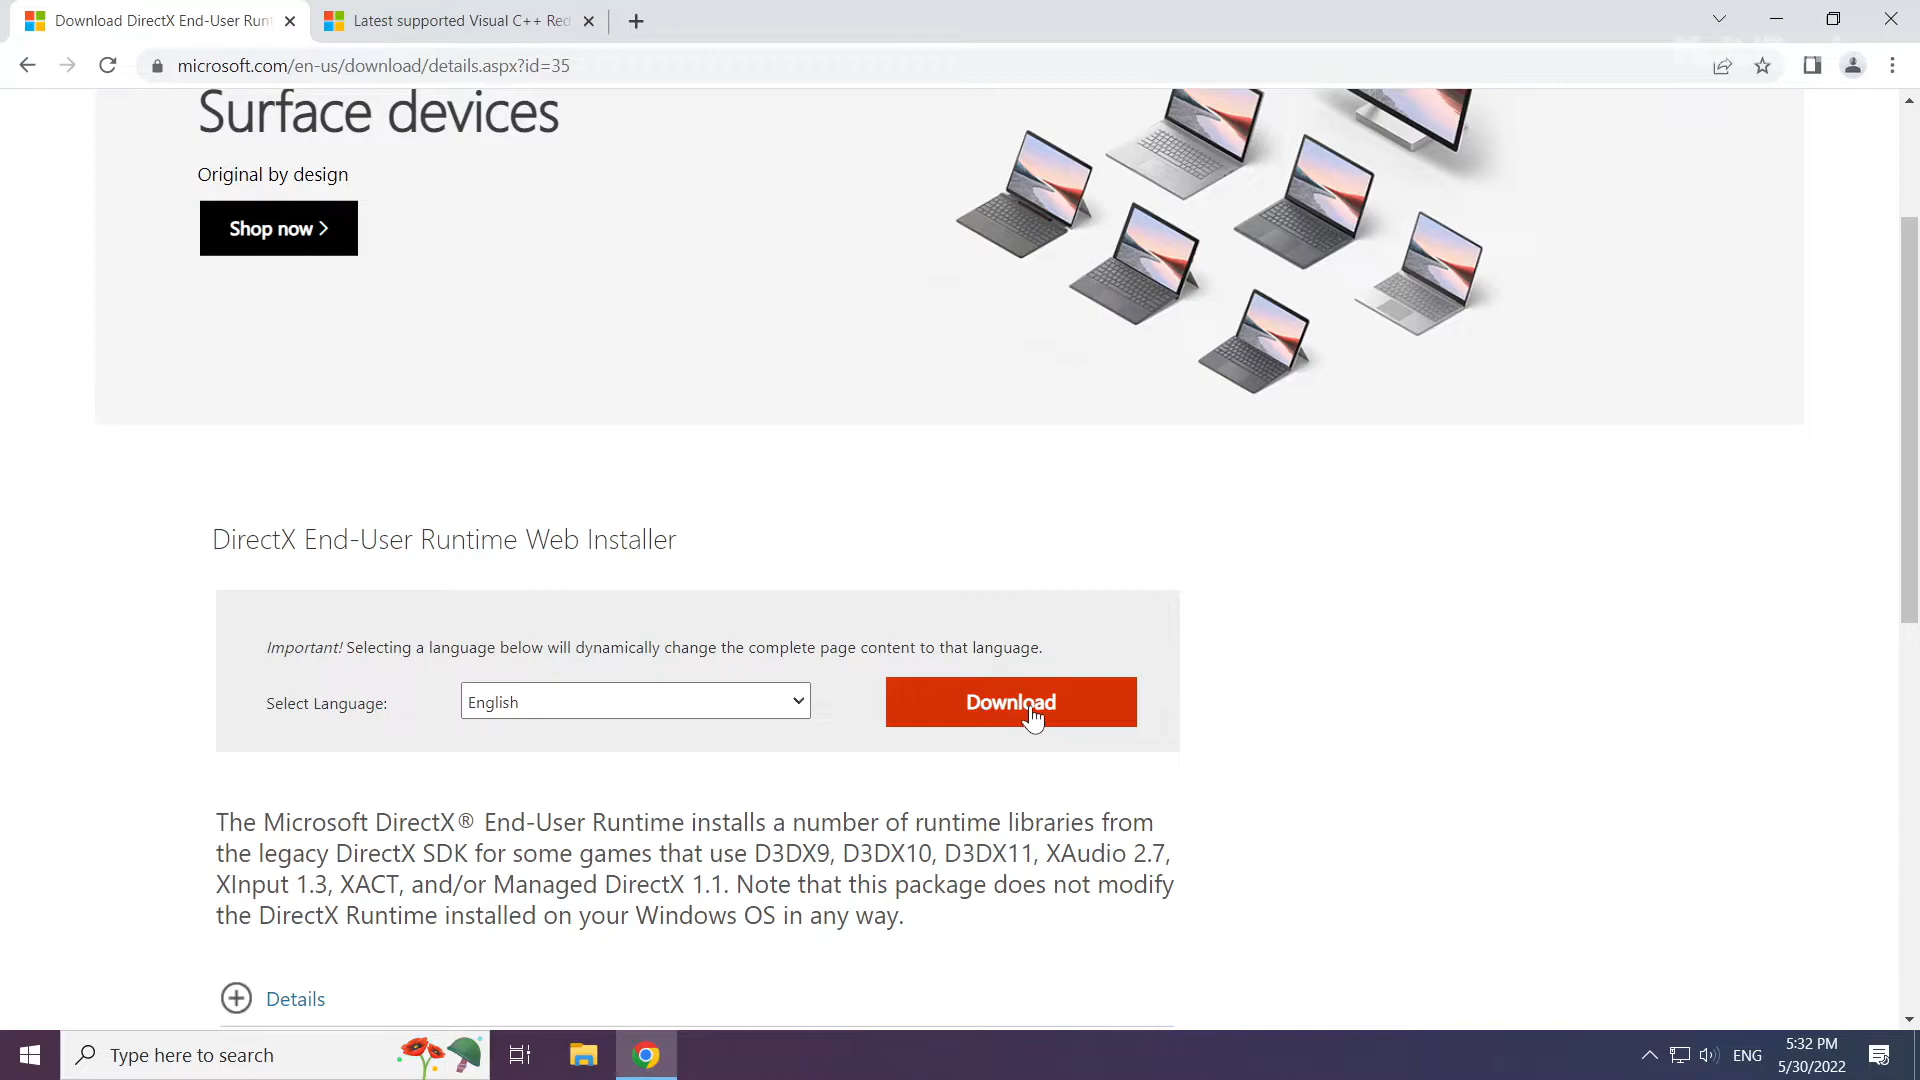 Download DirectX End-User Runt
Latest supported Visual C++ Red
microsoft.com/en-us/download/details.aspx?id=35
Surface devices
Original by design
Shop now >
DirectX End-User Runtime Web Installer
Important! Selecting a language below will dynamically change the complete page content to that language.
Select Language:
English
Download
The Microsoft DirectX® End-User Runtime installs a number of runtime libraries from
the legacy DirectX SDK for some games that use D3DX9, D3DX10, D3DX11, XAudio 2.7,
XInput 1.3, XACT, and/or Managed DirectX 1.1. Note that this package does not modify
the DirectX Runtime installed on your Windows OS in any way.
Details
Type here to search
ENG
5:32 PM
5/30/2022